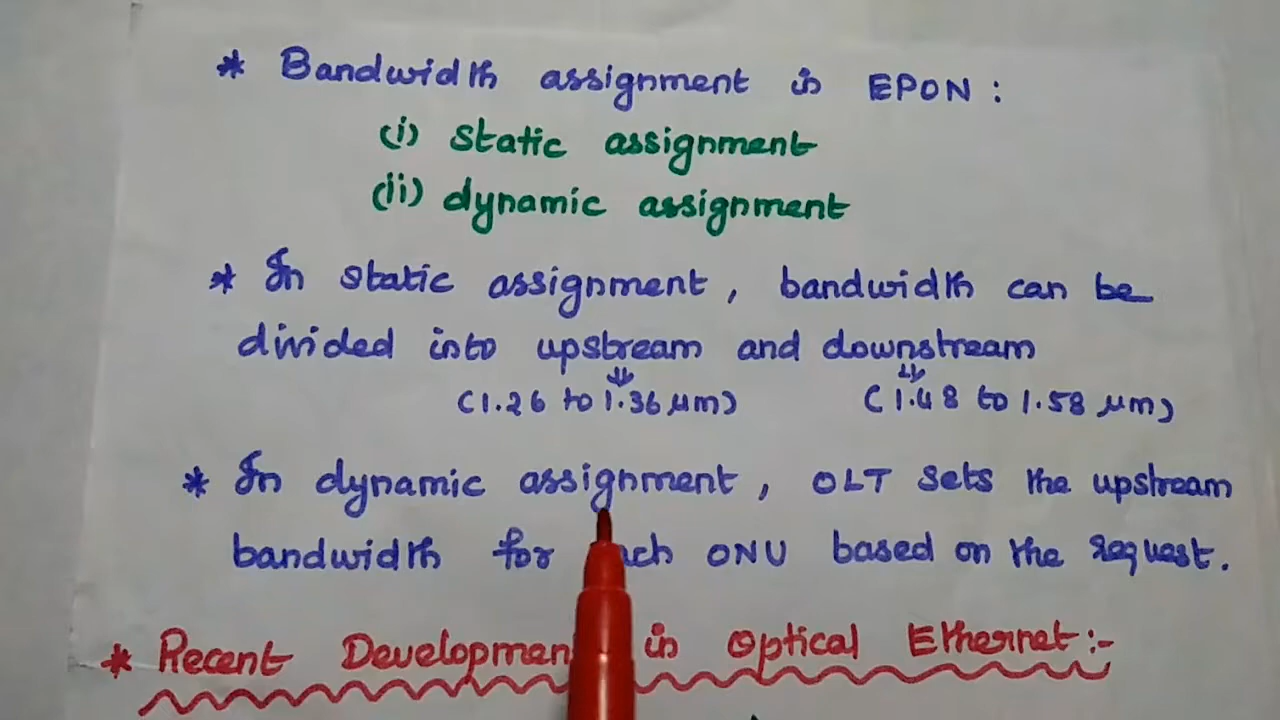 * Bandwidth assignment in EPON :
(i) static assignment
(ii) dynamic assignment
* In static assignment, bandwidth can be
divided into upstream and downstream
(1.26 to 1.36 μm) (1.48 to 1.58 μm)
* In dynamic assignment, OLT sets the upstream
bandwidth for ach ONU based on the request.
* Recent Developmen in Optical Ethernet:-